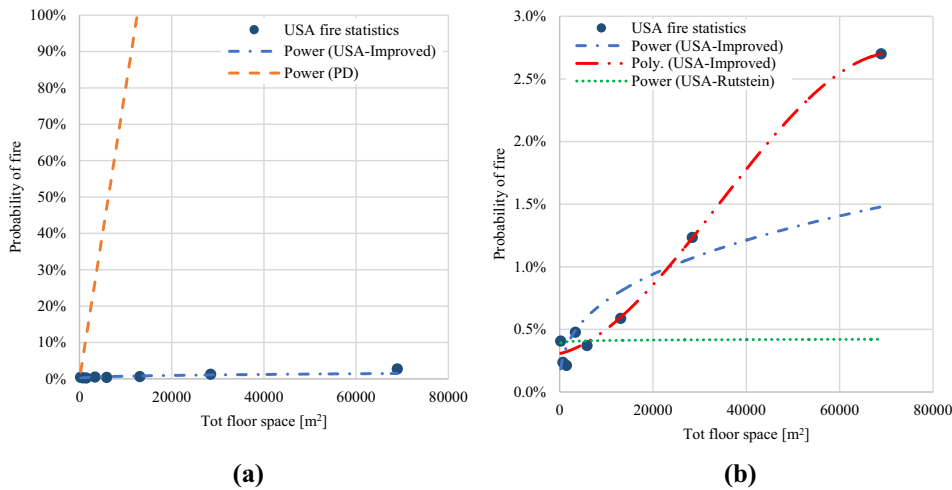 100%
90%
80%
70%
60%
50%
40%
30%
20%
10%
0%
0
20000
40000
60000
80000
Probability of fire
Tot floor space [m²]
USA fire statistics
Power (USA-Improved)
Power (PD)
(a)
3.0%
2.5%
2.0%
1.5%
1.0%
0.5%
0.0%
0
20000
40000
60000
80000
Probability of fire
Tot floor space [m²]
USA fire statistics
Power (USA-Improved)
Poly. (USA-Improved)
Power (USA-Rutstein)
(b)